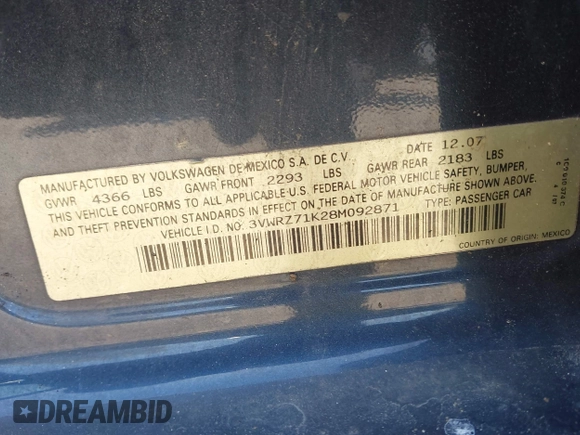 MANUFACTURED BY VOLKSWAGEN DE MEXICO S.A. DE C.V. DATE 12.07
GVWR 4366 LBS GAWR FRONT 2293 LBS GAWR REAR 2183 LBS
THIS VEHICLE CONFORMS TO ALL APPLICABLE U.S. FEDERAL MOTOR VEHICLE SAFETY, BUMPER,
AND THEFT PREVENTION STANDARDS IN EFFECT ON THE DATE OF MANUFACTURE SHOWN ABOVE.
VEHICLE I.D. NO. 3VWRZ71K28M092871 TYPE: PASSENGER CAR
COUNTRY OF ORIGIN: MEXICO
DREAMBID